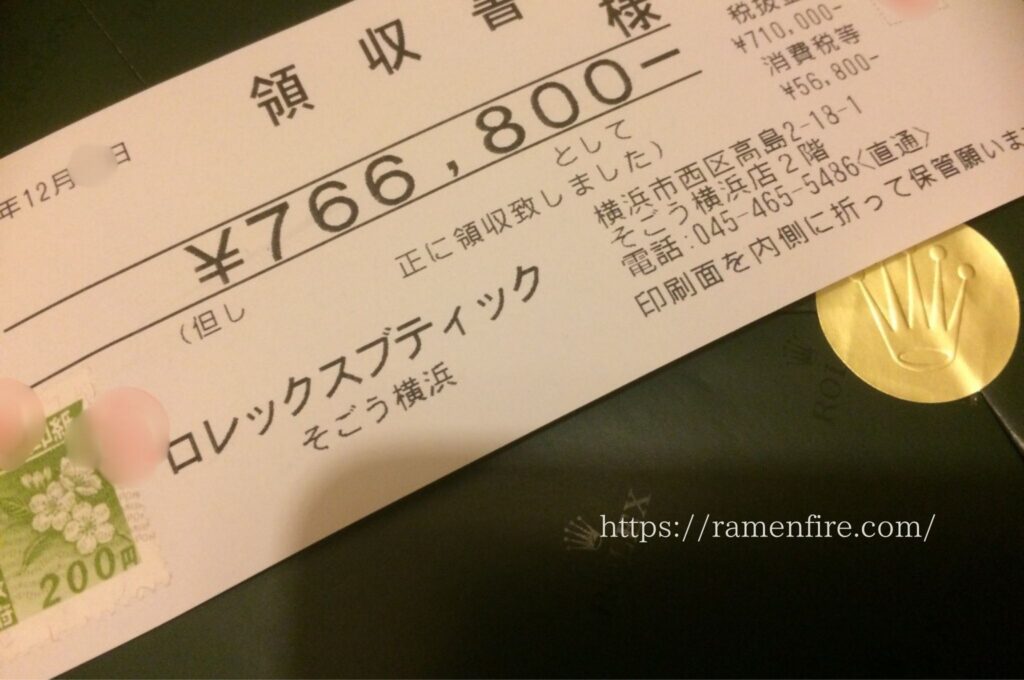 領収書
様
年12月
日
¥766,800-
税抜金
¥710,000-
消費税等
¥56,800-
(但し
として
正に領収致しました)
ロレックスブティック
そごう横浜
横浜市西区高島2-18-1
そごう横浜店2階
電話:045-465-5486〈直通〉
印刷面を内側に折って保管願いま
200円
https://ramenfire.com/